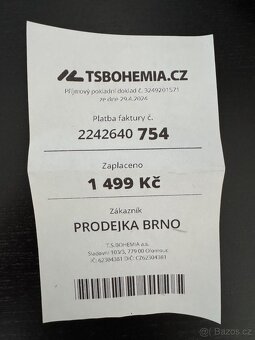 TSBOHEMIA.CZ
Příjmový pokladní doklad č. 3249201571
ze dne 29.4.2024
Platba faktury č.
2242640 754
Zaplaceno
1 499 Kč
Zákazník
PRODEJKA BRNO
T.S.BOHEMIA a.s.
Sladovní 103/3, 779 00 Olomouc
IČ: 62304381 DIČ: CZ62304381
Sbazos.cz